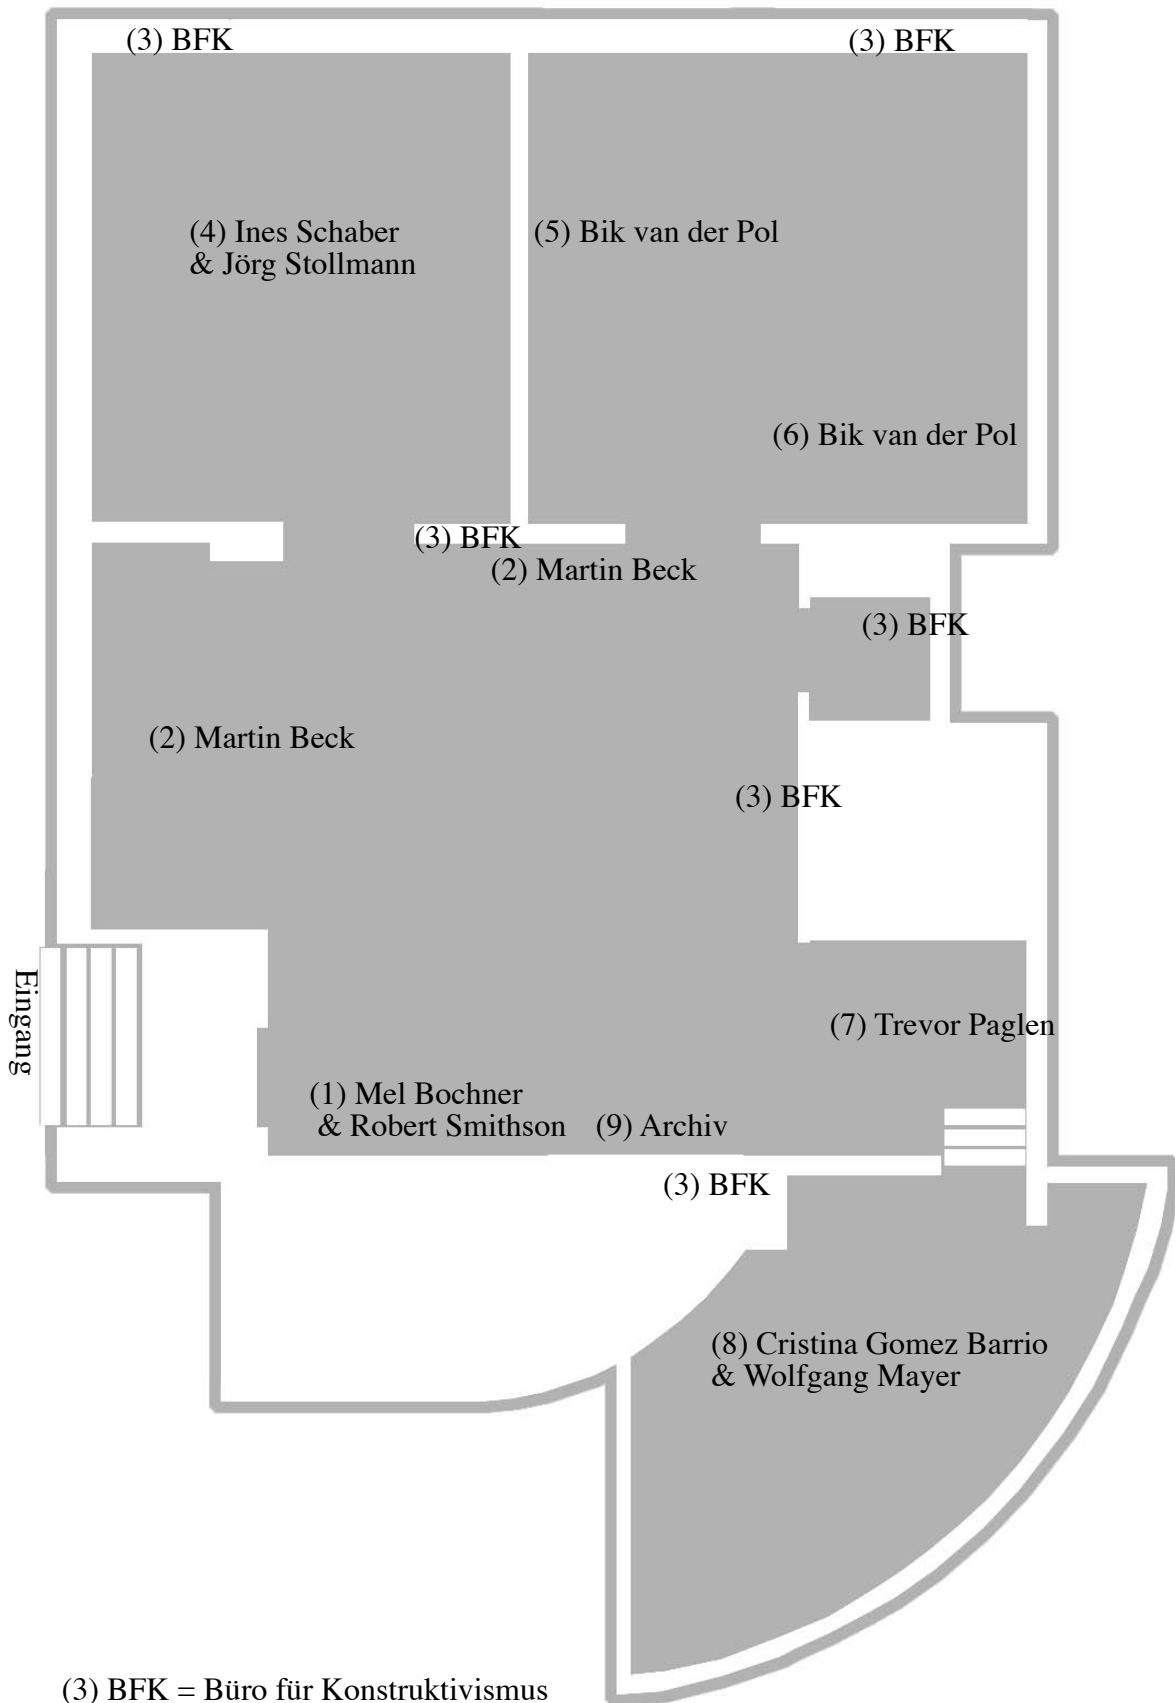 (3) BFK
(3) BFK
(4) Ines Schaber
& Jörg Stollmann
(5) Bik van der Pol
(6) Bik van der Pol
(3) BFK
(2) Martin Beck
(3) BFK
(2) Martin Beck
(3) BFK
Eingang
(7) Trevor Paglen
(1) Mel Bochner
& Robert Smithson
(9) Archiv
(3) BFK
(8) Cristina Gomez Barrio
& Wolfgang Mayer
(3) BFK = Büro für Konstruktivismus